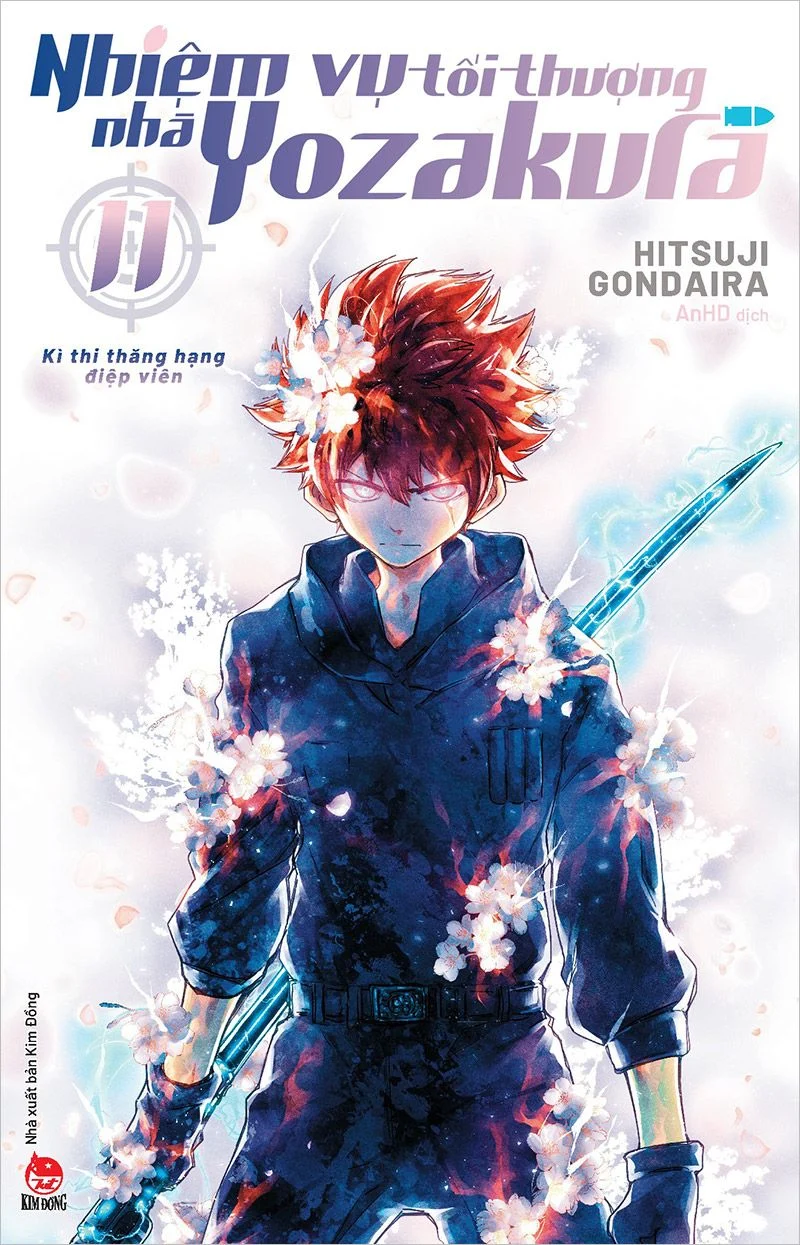 Nhiệm vụ tối thượng
nhà Yozakura
11
HITSUJI
GONDAIRA
AnHD dịch
Kì thi thăng hạng
điệp viên
Nhà xuất bản Kim Đồng
KIM ĐỒNG